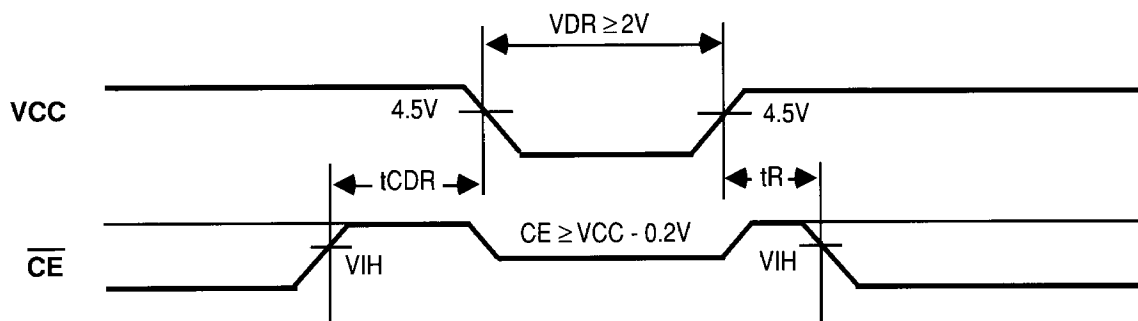 VDR ≥ 2V
VCC
4.5V
4.5V
tCDR
tR
CE ≥ VCC - 0.2V
CE
VIH
VIH